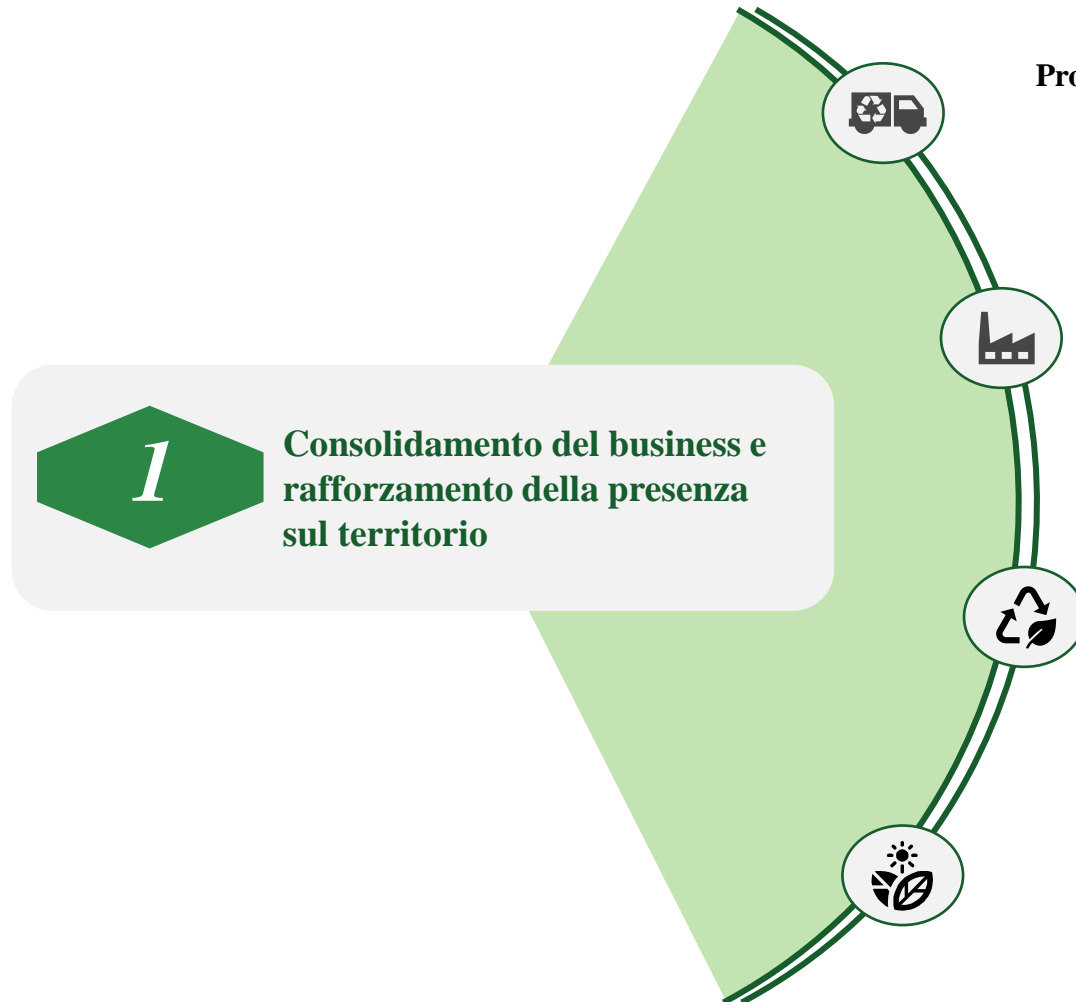 1
Consolidamento del business e
rafforzamento della presenza
sul territorio